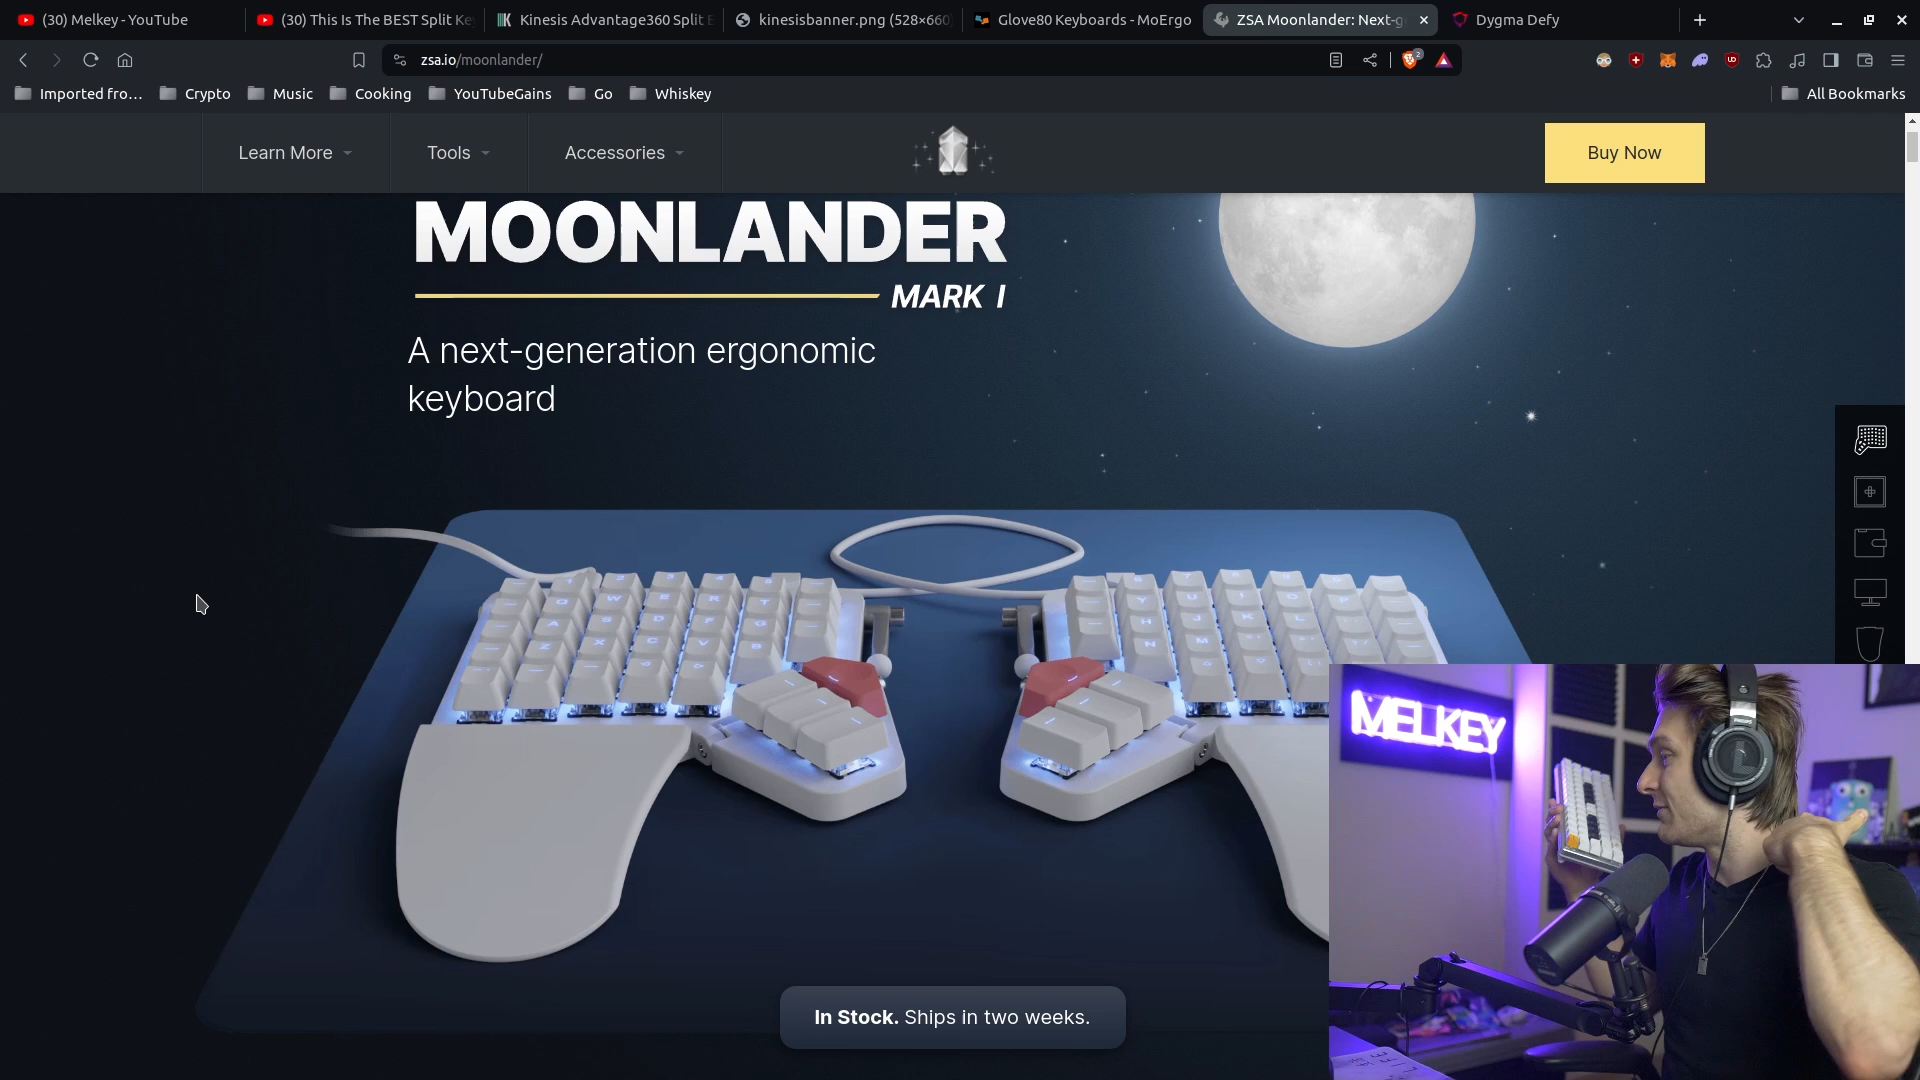 (30) Melkey - YouTube
(30) This Is The BEST Split Ke
Kinesis Advantage360 Split E
kinesisbanner.png (528×660)
Glove80 Keyboards - MoErgo
ZSA Moonlander: Next-g
Dygma Defy
zsa.io/moonlander/
2
Imported fro...
Crypto
Music
Cooking
YouTubeGains
Go
Whiskey
All Bookmarks
Learn More
Tools
Accessories
Buy Now
MOONLANDER
MARK I
A next-generation ergonomic
keyboard
In Stock. Ships in two weeks.
MELKEY